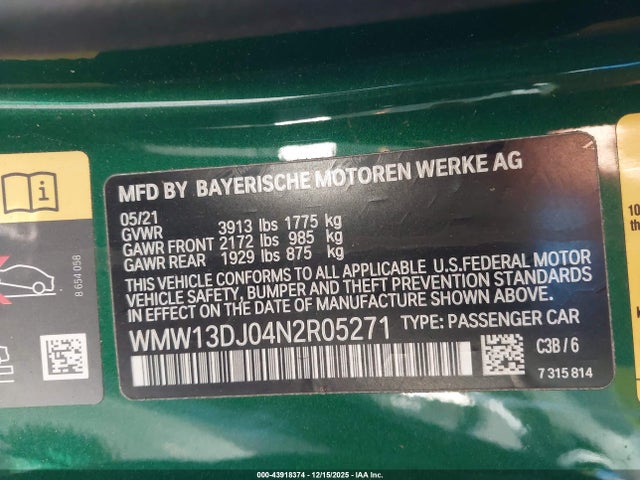 MFD BY BAYERISCHE MOTOREN WERKE AG
05/21
GVWR 3913 lbs 1775 kg
GAWR FRONT 2172 lbs 985 kg
GAWR REAR 1929 lbs 875 kg
THIS VEHICLE CONFORMS TO ALL APPLICABLE U.S.FEDERAL MOTOR
VEHICLE SAFETY, BUMPER AND THEFT PREVENTION STANDARDS
IN EFFECT ON THE DATE OF MANUFACTURE SHOWN ABOVE.
WMW13DJ04N2R05271 TYPE: PASSENGER CAR
C3B / 6
7 315 814
8 654 058
10
000-43918374 - 12/15/2025 - IAA Inc.